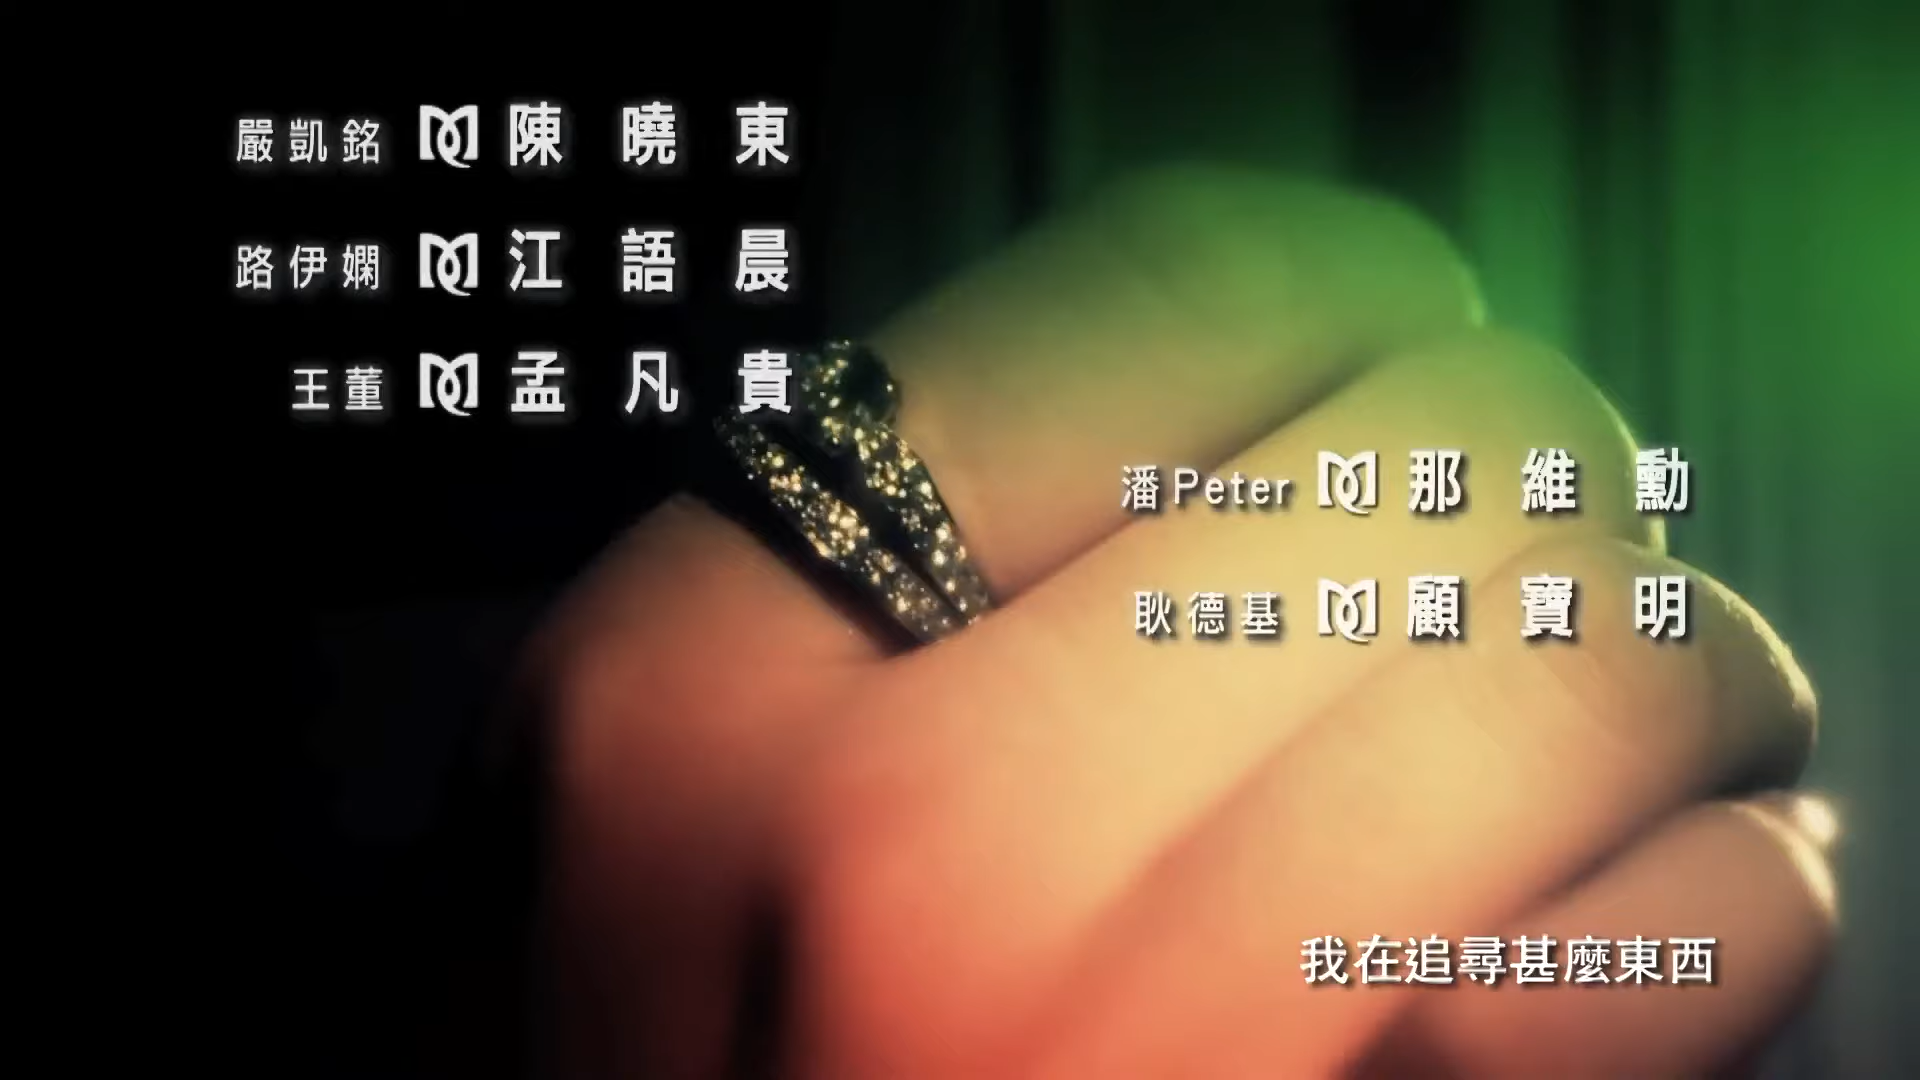 嚴凱銘 陳曉東
路伊嫻 江語晨
王董 孟凡貴
潘Peter 那維勳
耿德基 顧寶明
我在追尋甚麼東西